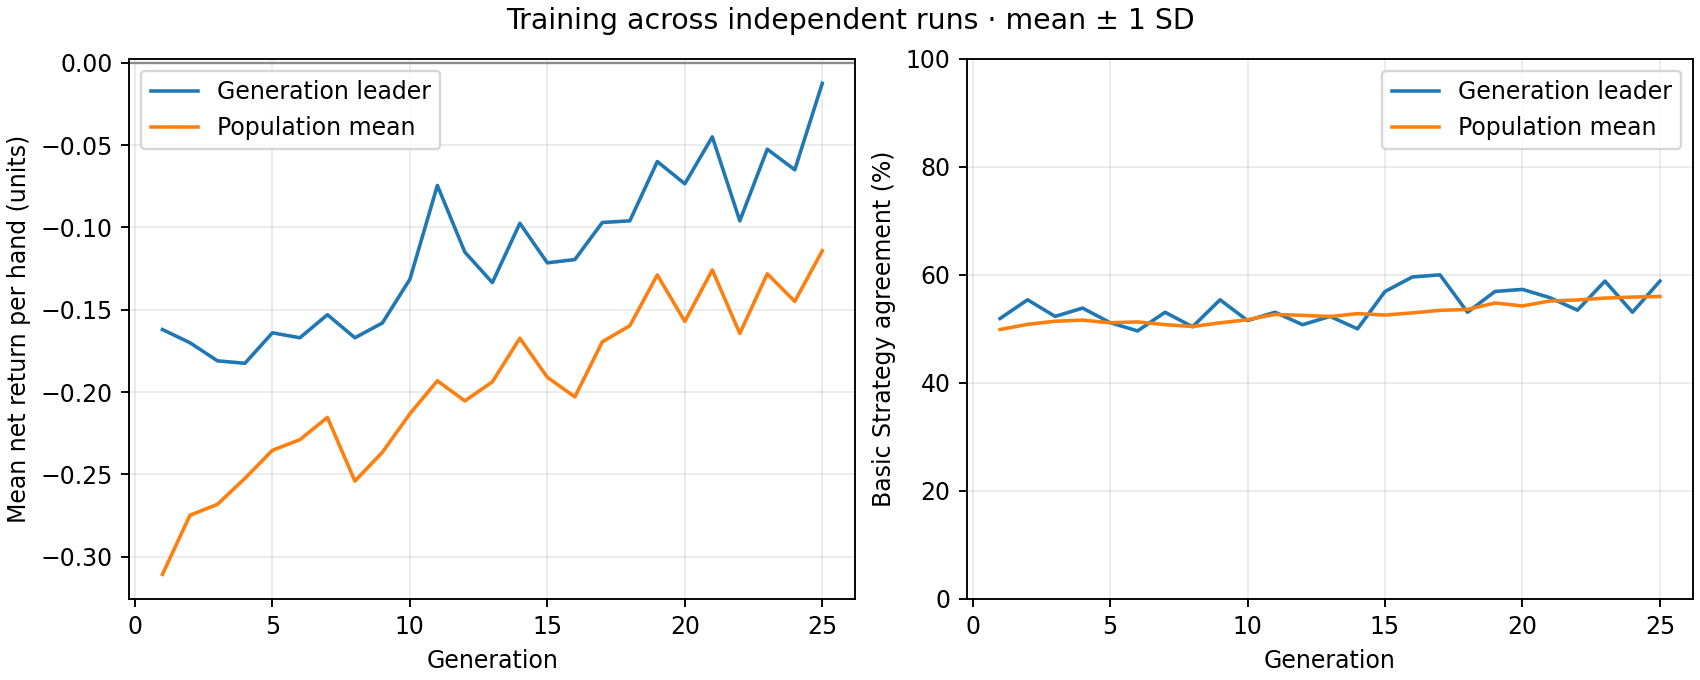 Training across independent runs · mean ± 1 SD
Mean net return per hand (units)
0.00
−0.05
−0.10
−0.15
−0.20
−0.25
−0.30
Generation leader
Population mean
0 5 10 15 20 25
Generation
Basic Strategy agreement (%)
100
80
60
40
20
0
Generation leader
Population mean
0 5 10 15 20 25
Generation